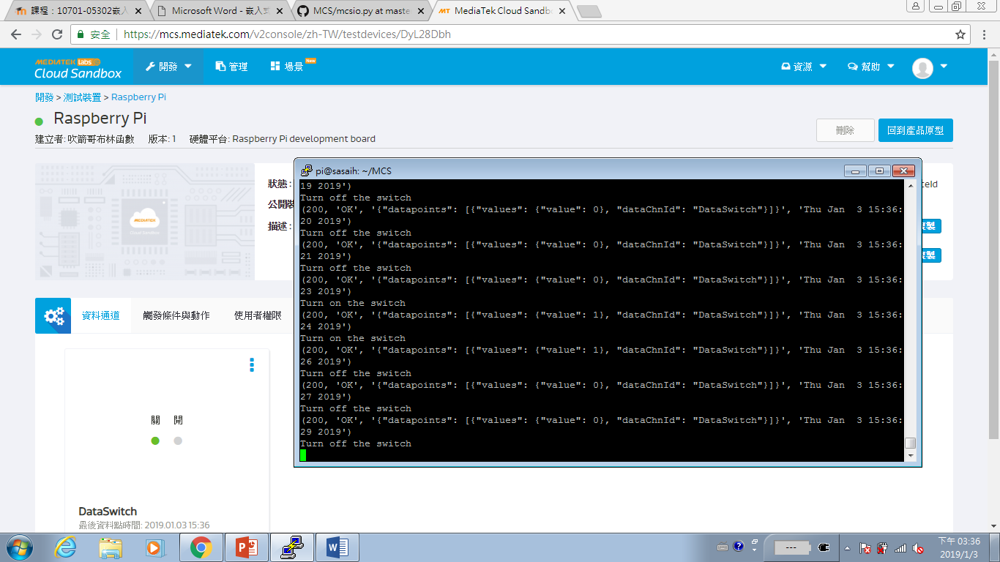 課程：10701-05302嵌入
Microsoft Word - 嵌入式
MCS/mcsio.py at maste
MediaTek Cloud Sandb
安全 | https://mcs.mediatek.com/v2console/zh-TW/testdevices/DyL28Dbh
MEDIATEK labs
Cloud Sandbox
開發
管理
場景
New
資源
幫助
開發 > 測試裝置 > Raspberry Pi
Raspberry Pi
建立者: 吹箭哥布林函數 版本: 1 硬體平台: Raspberry Pi development board
刪除
回到產品原型
MEDIATEK
Cloud Sandbox
狀態 :
公開裝
描述 :
ceId
複製
複製
pi@sasaih: ~/MCS
19 2019')
Turn off the switch
(200, 'OK', '{"datapoints": [{"values": {"value": 0}, "dataChnId": "DataSwitch"}]}', 'Thu Jan  3 15:36:
20 2019')
Turn off the switch
(200, 'OK', '{"datapoints": [{"values": {"value": 0}, "dataChnId": "DataSwitch"}]}', 'Thu Jan  3 15:36:
21 2019')
Turn off the switch
(200, 'OK', '{"datapoints": [{"values": {"value": 0}, "dataChnId": "DataSwitch"}]}', 'Thu Jan  3 15:36:
23 2019')
Turn on the switch
(200, 'OK', '{"datapoints": [{"values": {"value": 1}, "dataChnId": "DataSwitch"}]}', 'Thu Jan  3 15:36:
24 2019')
Turn on the switch
(200, 'OK', '{"datapoints": [{"values": {"value": 1}, "dataChnId": "DataSwitch"}]}', 'Thu Jan  3 15:36:
26 2019')
Turn off the switch
(200, 'OK', '{"datapoints": [{"values": {"value": 0}, "dataChnId": "DataSwitch"}]}', 'Thu Jan  3 15:36:
27 2019')
Turn off the switch
(200, 'OK', '{"datapoints": [{"values": {"value": 0}, "dataChnId": "DataSwitch"}]}', 'Thu Jan  3 15:36:
29 2019')
Turn off the switch
資料通道
觸發條件與動作
使用者權限
關 開
DataSwitch
最後資料點時間: 2019.01.03 15:36
---
下午 03:36
2019/1/3